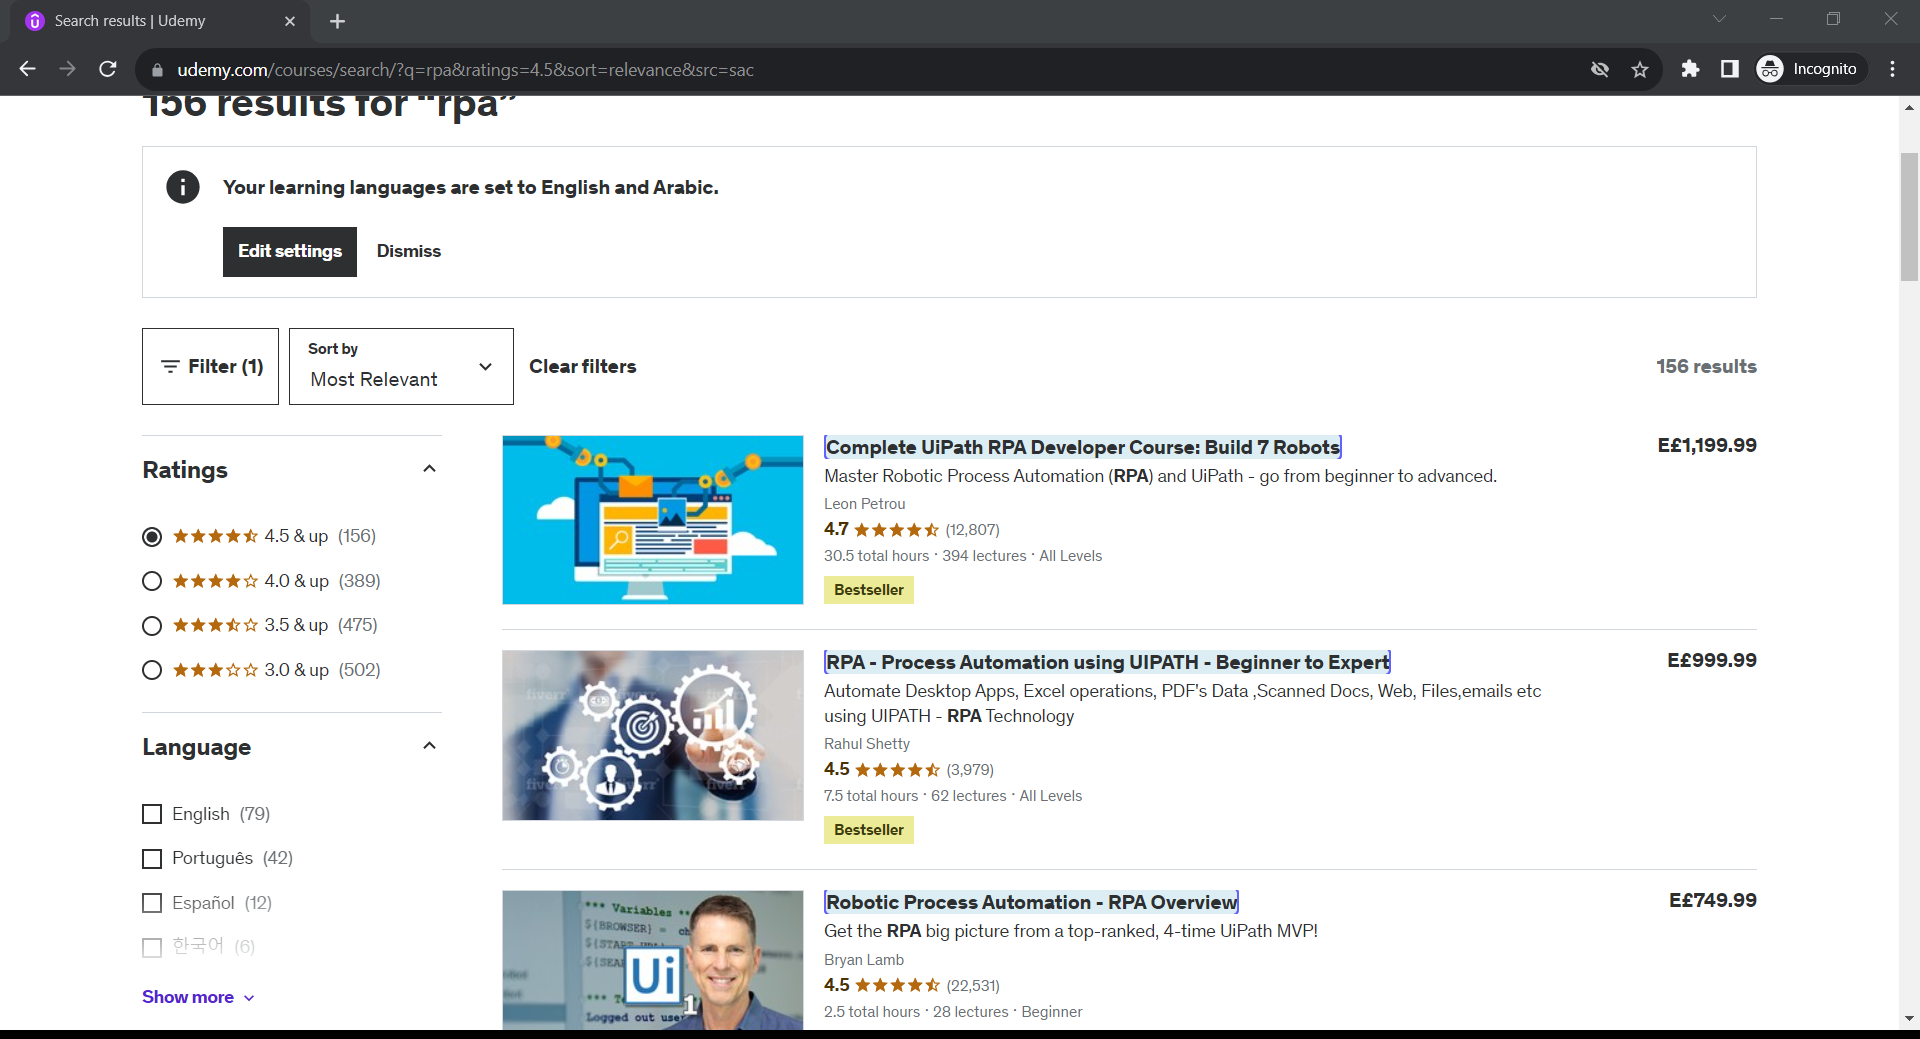 Search results | Udemy
udemy.com/courses/search/?q=rpa&ratings=4.5&sort=relevance&src=sac
Incognito
156 results for “rpa”
Your learning languages are set to English and Arabic.
Edit settings
Dismiss
Filter (1)
Sort by
Most Relevant
Clear filters
156 results
Ratings
4.5 & up (156)
4.0 & up (389)
3.5 & up (475)
3.0 & up (502)
Language
English (79)
Português (42)
Español (12)
한국어 (6)
Show more
Complete UiPath RPA Developer Course: Build 7 Robots
E£1,199.99
Master Robotic Process Automation (RPA) and UiPath - go from beginner to advanced.
Leon Petrou
4.7 (12,807)
30.5 total hours · 394 lectures · All Levels
Bestseller
fiverr
fiverr
RPA - Process Automation using UIPATH - Beginner to Expert
E£999.99
Automate Desktop Apps, Excel operations, PDF's Data ,Scanned Docs, Web, Files,emails etc
using UIPATH - RPA Technology
Rahul Shetty
4.5 (3,979)
7.5 total hours · 62 lectures · All Levels
Bestseller
*** Variables **
${BROWSER} =
Ui
1
Logged out user
Robotic Process Automation - RPA Overview
E£749.99
Get the RPA big picture from a top-ranked, 4-time UiPath MVP!
Bryan Lamb
4.5 (22,531)
2.5 total hours · 28 lectures · Beginner